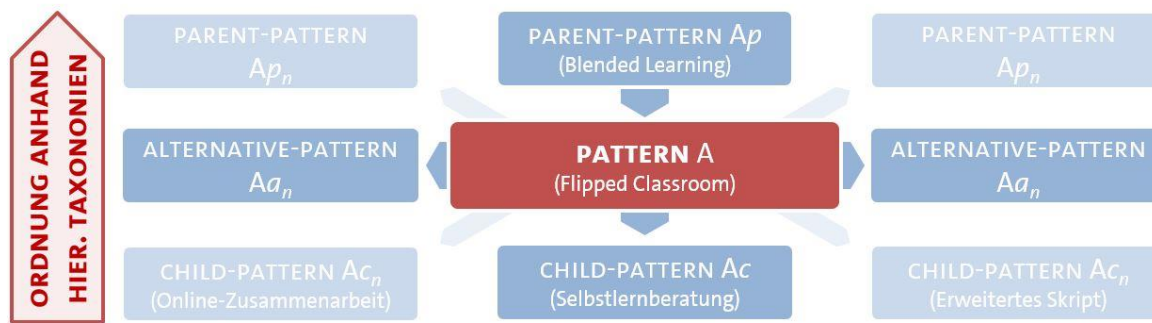 ORDNUNG ANHAND
HIER. TAXONONIEN
PARENT-PATTERN
Apₙ
PARENT-PATTERN Ap
(Blended Learning)
PARENT-PATTERN
Apₙ
ALTERNATIVE-PATTERN
Aaₙ
PATTERN A
(Flipped Classroom)
ALTERNATIVE-PATTERN
Aaₙ
CHILD-PATTERN Acₙ
(Online-Zusammenarbeit)
CHILD-PATTERN Ac
(Selbstlernberatung)
CHILD-PATTERN Acₙ
(Erweitertes Skript)